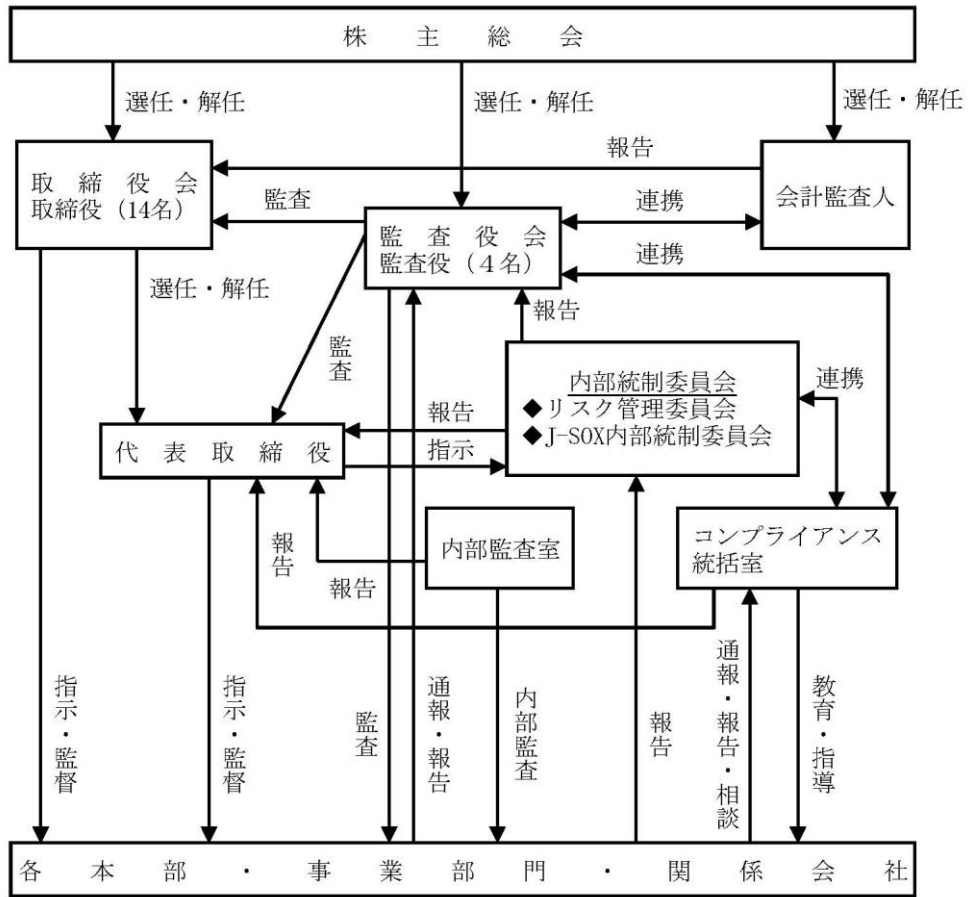 株主総会
選任・解任
選任・解任
選任・解任
取締役会
取締役（14名）
報告
会計監査人
監査
連携
監査役会
監査役（４名）
連携
選任・解任
報告
監査
内部統制委員会
◆リスク管理委員会
◆J-SOX内部統制委員会
連携
報告
代表取締役
指示
内部監査室
コンプライアンス
統括室
報告
報告
指示・監督
指示・監督
監査
通報・報告
内部監査
報告
通報・報告・相談
教育・指導
各本部・事業部門・関係会社